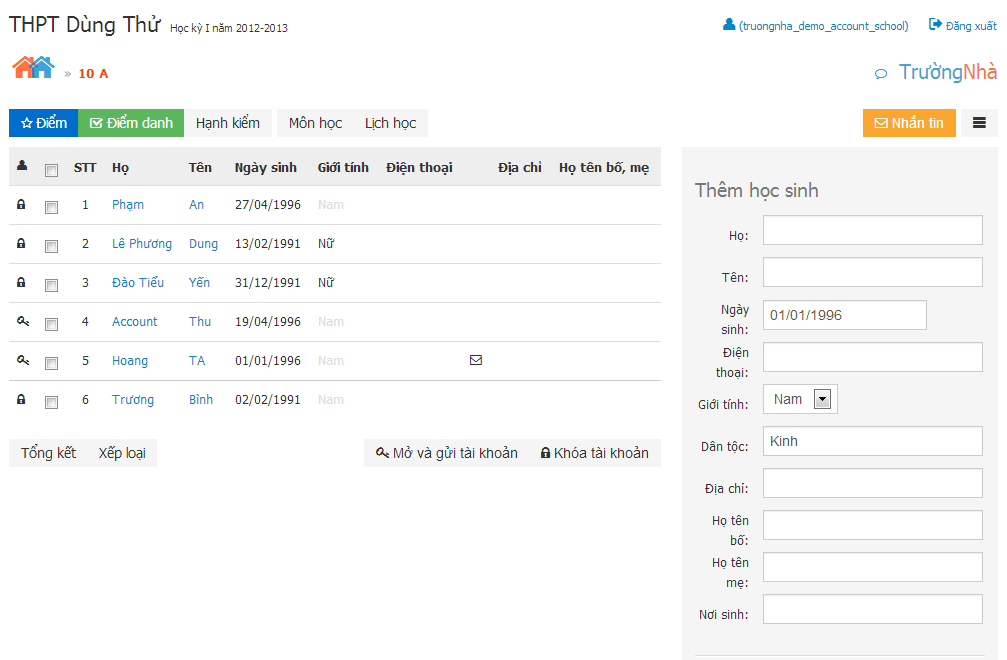 THPT Dùng Thử Học kỳ I năm 2012-2013
(truongnha_demo_account_school) Đăng xuất
» 10 A
TrườngNhà
Điểm Điểm danh Hạnh kiểm Môn học Lịch học
Nhắn tin
STT Họ Tên Ngày sinh Giới tính Điện thoại Địa chỉ Họ tên bố, mẹ
1 Phạm An 27/04/1996 Nam
2 Lê Phương Dung 13/02/1991 Nữ
3 Đào Tiểu Yến 31/12/1991 Nữ
4 Account Thu 19/04/1996 Nam
5 Hoang TA 01/01/1996 Nam
6 Trương Bình 02/02/1991 Nam
Tổng kết Xếp loại
Mở và gửi tài khoản Khóa tài khoản
Thêm học sinh
Họ:
Tên:
Ngày
sinh:
01/01/1996
Điện
thoại:
Giới tính: Nam
Dân tộc: Kinh
Địa chỉ:
Họ tên
bố:
Họ tên
mẹ:
Nơi sinh: